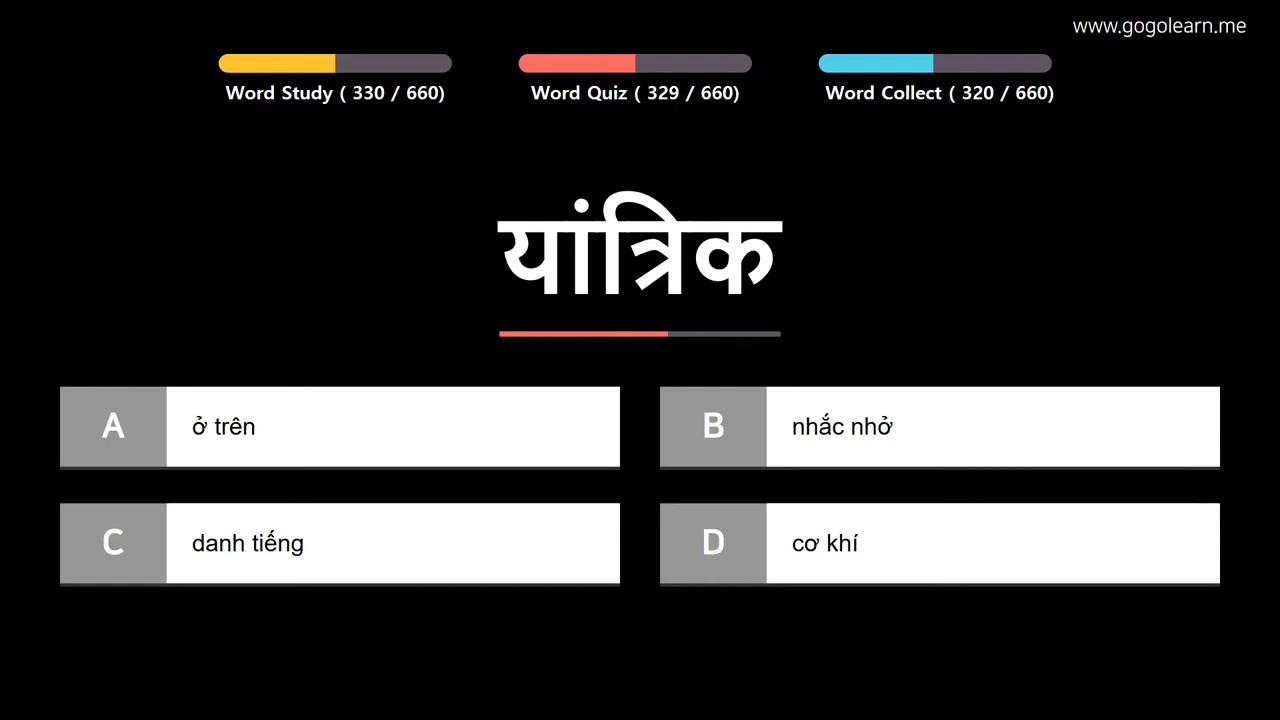 www.gogolearn.me
Word Study ( 330 / 660)
Word Quiz ( 329 / 660)
Word Collect ( 320 / 660)
यांत्रिक
A ở trên
B nhắc nhở
C danh tiếng
D cơ khí